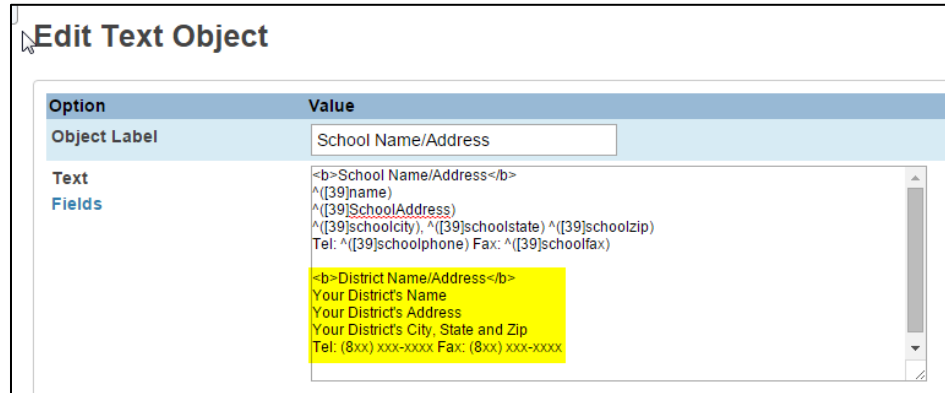 Edit Text Object
Option Value
Object Label School Name/Address
Text <b>School Name/Address</b>
Fields ^([39]name)
^([39]SchoolAddress)
^([39]schoolcity), ^([39]schoolstate) ^([39]schoolzip)
Tel: ^([39]schoolphone) Fax: ^([39]schoolfax)
<b>District Name/Address</b>
Your District's Name
Your District's Address
Your District's City, State and Zip
Tel: (8xx) xxx-xxxx Fax: (8xx) xxx-xxxx